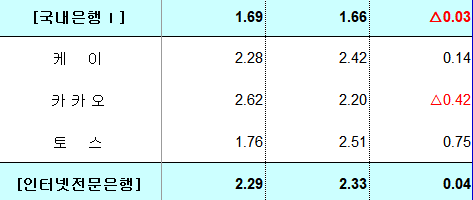 [국내은행 I] 1.69 1.66 △0.03
케 이 2.28 2.42 0.14
카 카 오 2.62 2.20 △0.42
토 스 1.76 2.51 0.75
[인터넷전문은행] 2.29 2.33 0.04